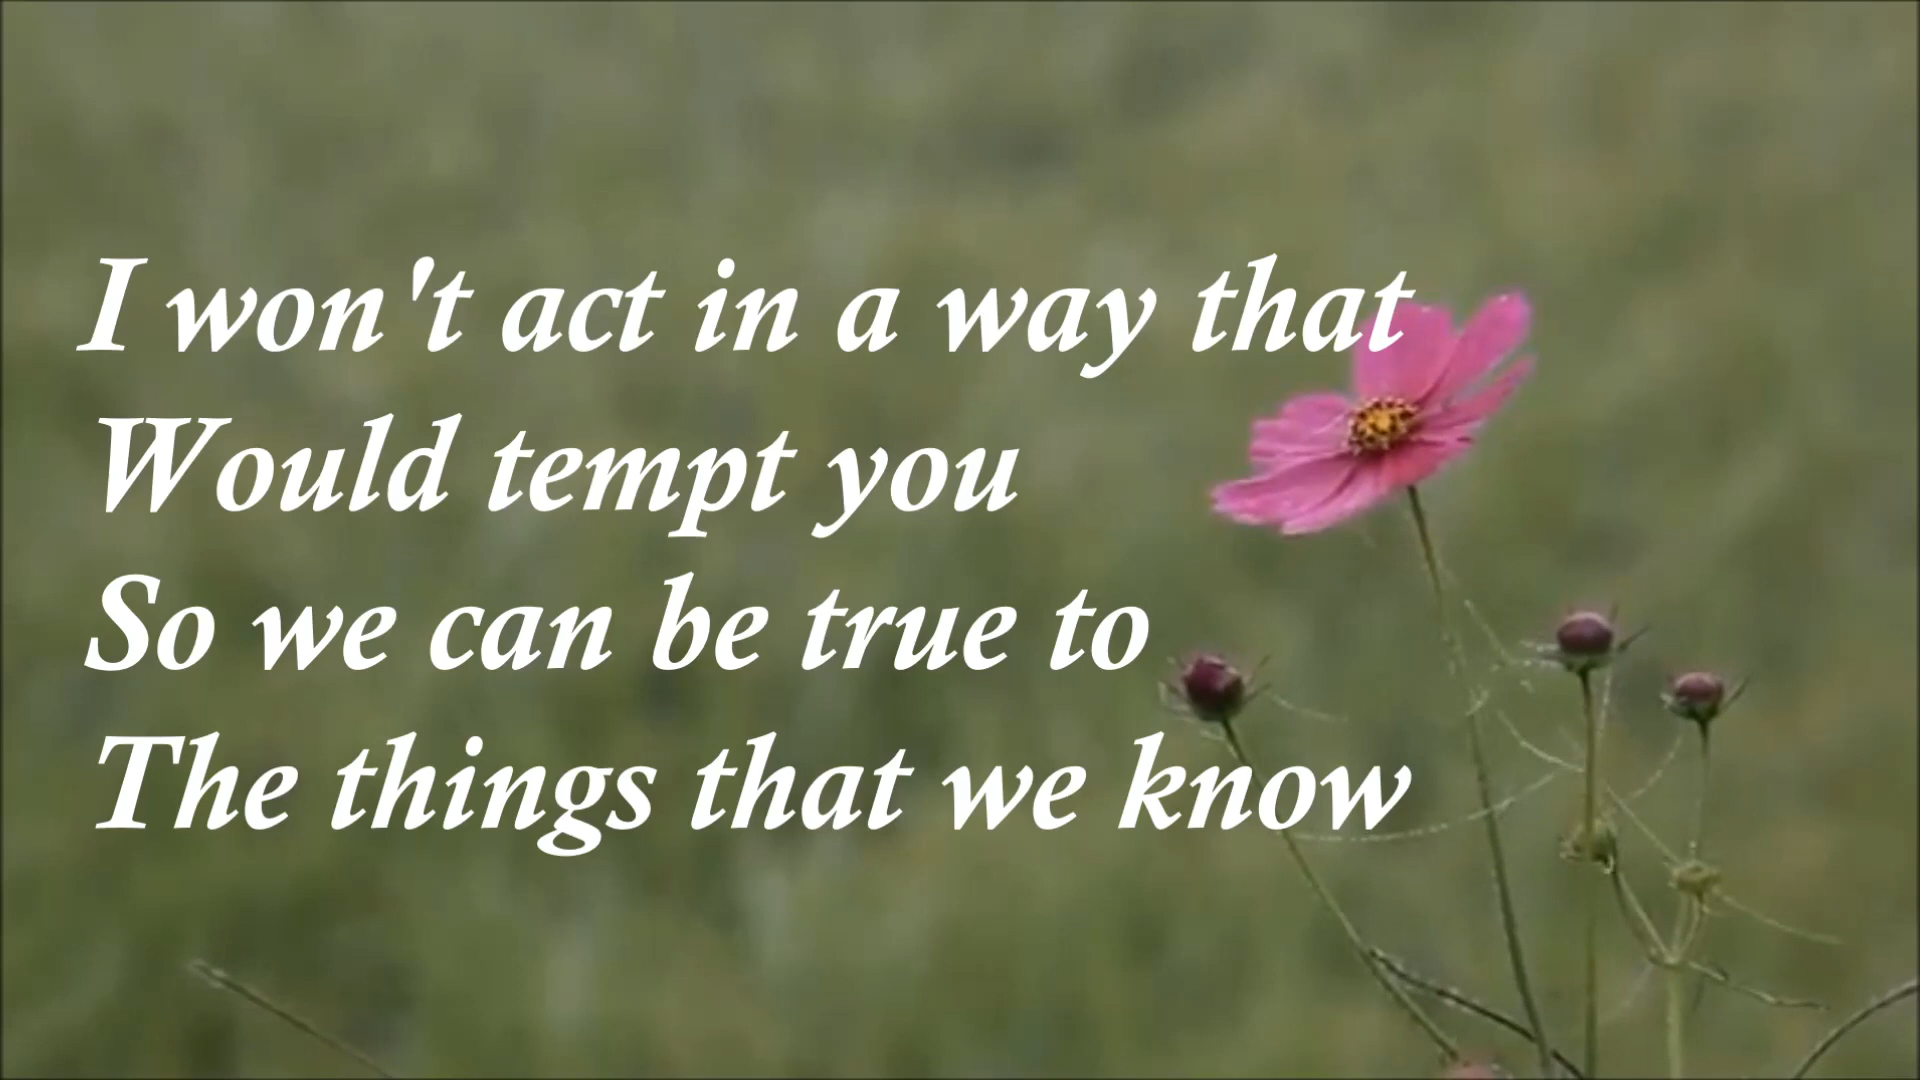 I won't act in a way that
Would tempt you
So we can be true to
The things that we know